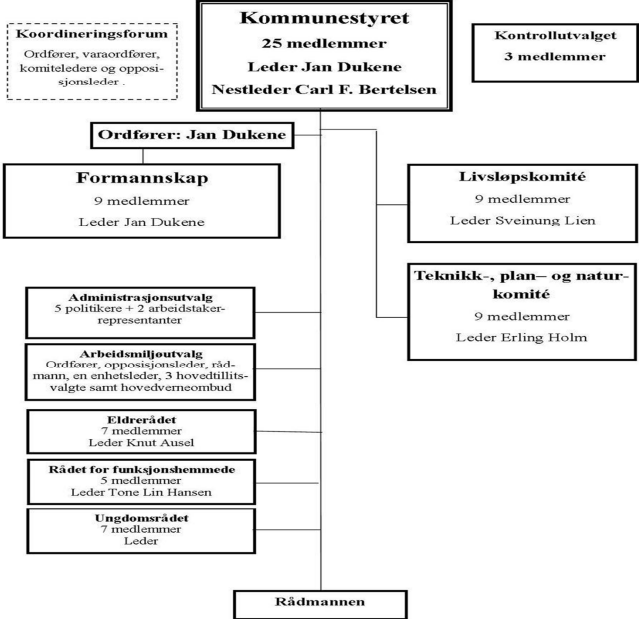 Koordineringsforum
Ordfører, varaordfører,
komiteledere og opposi-
sjonsleder .
Kommunestyret
25 medlemmer
Leder Jan Dukene
Nestleder Carl F. Bertelsen
Kontrollutvalget
3 medlemmer
Ordfører: Jan Dukene
Formannskap
9 medlemmer
Leder Jan Dukene
Livsløpskomité
9 medlemmer
Leder Sveinung Lien
Teknikk-, plan– og natur-
komité
9 medlemmer
Leder Erling Holm
Administrasjonsutvalg
5 politikere + 2 arbeidstaker-
representanter
Arbeidsmiljøutvalg
Ordfører, opposisjonsleder, råd-
mann, en enhetsleder, 3 hovedtillits-
valgte samt hovedverneombud
Eldrerådet
7 medlemmer
Leder Knut Ausel
Rådet for funksjonshemmede
5 medlemmer
Leder Tone Lin Hansen
Ungdomsrådet
7 medlemmer
Leder
Rådmannen